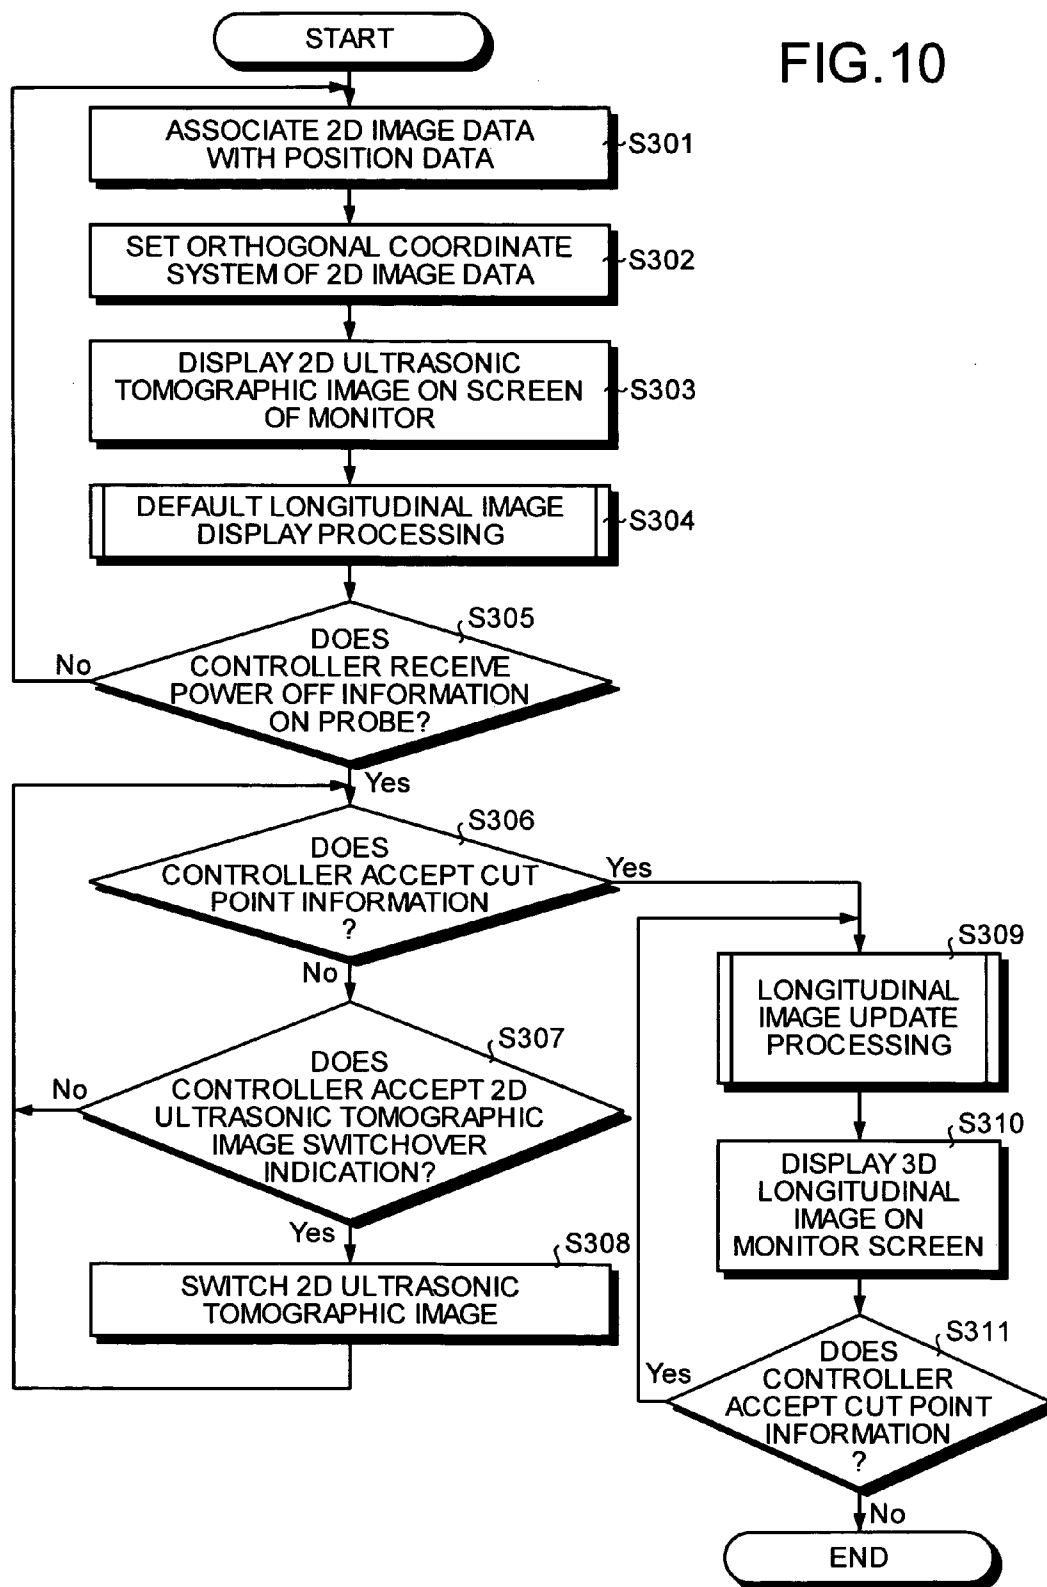 START
FIG.10
ASSOCIATE 2D IMAGE DATA
WITH POSITION DATA
S301
SET ORTHOGONAL COORDINATE
SYSTEM OF 2D IMAGE DATA
S302
DISPLAY 2D ULTRASONIC
TOMOGRAPHIC IMAGE ON SCREEN
OF MONITOR
S303
DEFAULT LONGITUDINAL IMAGE
DISPLAY PROCESSING
S304
S305
DOES
CONTROLLER RECEIVE
POWER OFF INFORMATION
ON PROBE?
No
Yes
S306
DOES
CONTROLLER ACCEPT CUT
POINT INFORMATION
?
Yes
No
S307
DOES
CONTROLLER ACCEPT 2D
ULTRASONIC TOMOGRAPHIC
IMAGE SWITCHOVER
INDICATION?
No
Yes
S308
SWITCH 2D ULTRASONIC
TOMOGRAPHIC IMAGE
S309
LONGITUDINAL
IMAGE UPDATE
PROCESSING
S310
DISPLAY 3D
LONGITUDINAL
IMAGE ON
MONITOR SCREEN
S311
DOES
CONTROLLER
ACCEPT CUT POINT
INFORMATION
?
Yes
No
END